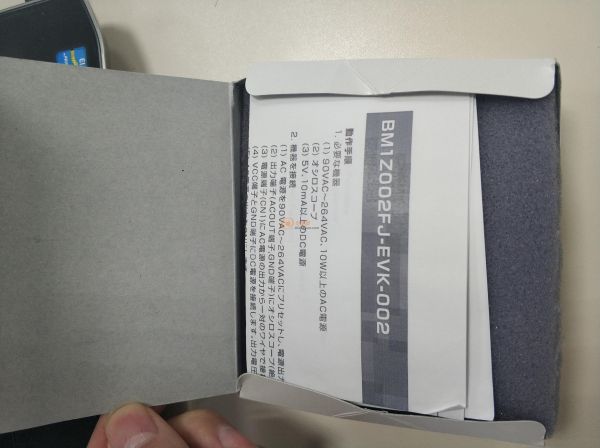 BM1Z002FJ-EVK-002
動作手順
1. 必要な機器
(1) 90VAC~264VAC、10W以上のAC電源
(2) オシロスコープ
(3) 5V、10mA以上のDC電源
2. 機器を接続
(1) AC 電源を90VAC~264VACにプリセットし、電源出力
(2) 出力端子(ACOUT端子,GND端子)にオシロスコープ(絶
(3) 電源端子(CN1)にAC電源の出力から一対のワイヤで接
(4) VCC端子とGND端子にDC電源を接続します。出力電圧